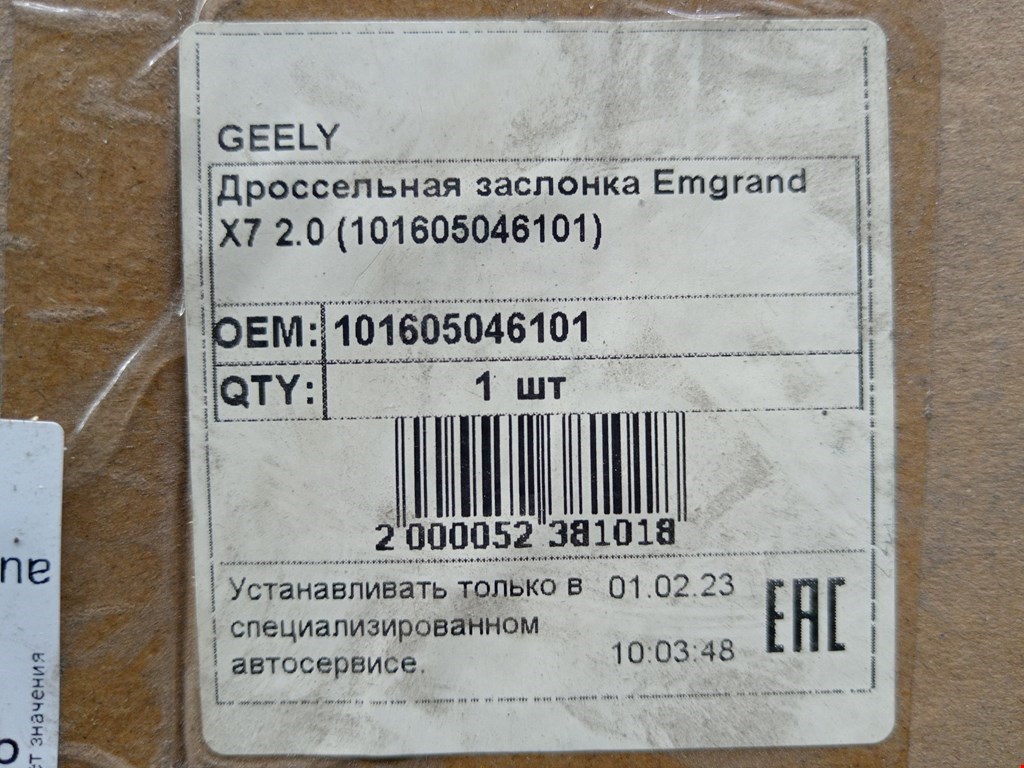 GEELY
Дроссельная заслонка Emgrand
X7 2.0 (101605046101)
OEM: 101605046101
QTY: 1 шт
2 000052 381018
Устанавливать только в 01.02.23
специализированном
автосервисе. 10:03:48
EAC
значения